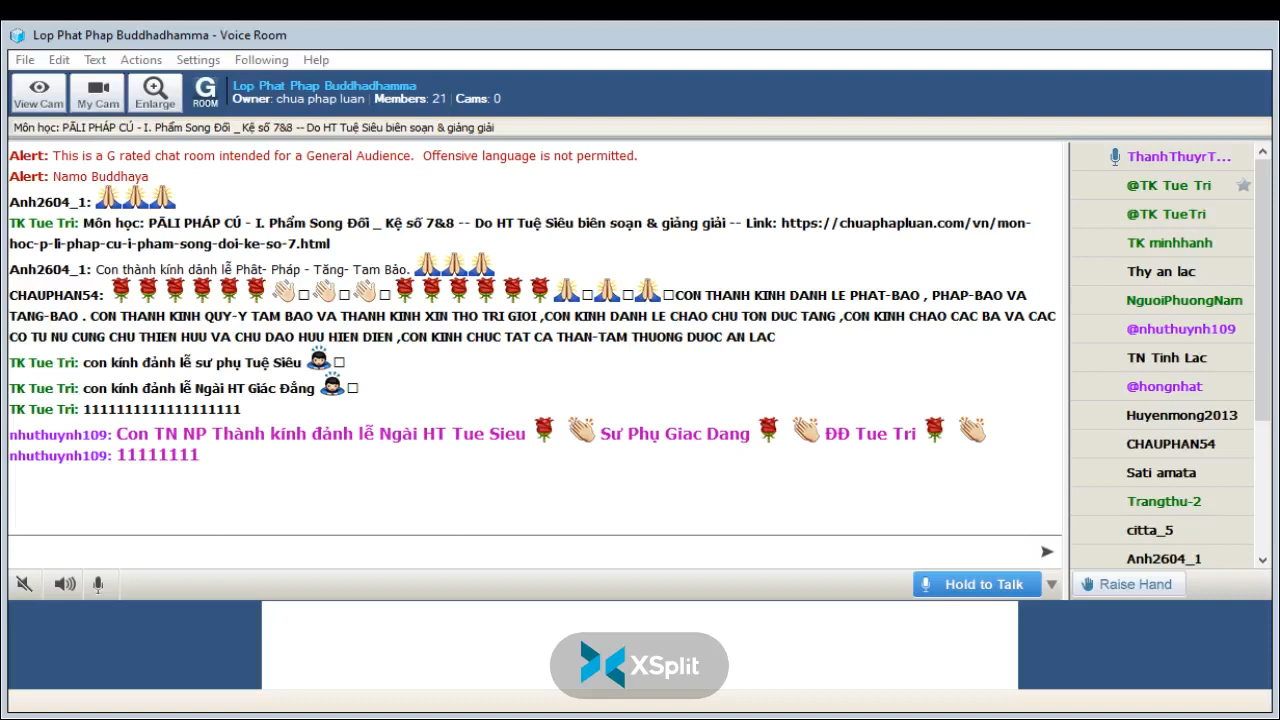 Lop Phat Phap Buddhadhamma - Voice Room
File Edit Text Actions Settings Following Help
View Cam My Cam Enlarge G ROOM
Lop Phat Phap Buddhadhamma
Owner: chua phap luan | Members: 21 | Cams: 0
Môn học: PĀLI PHÁP CÚ - I. Phẩm Song Đối _ Kệ số 7&8 -- Do HT Tuệ Siêu biên soạn & giảng giải
Alert: This is a G rated chat room intended for a General Audience. Offensive language is not permitted.
Alert: Namo Buddhaya
Anh2604_1: 🙏🙏🙏
TK Tue Tri: Môn học: PĀLI PHÁP CÚ - I. Phẩm Song Đối _ Kệ số 7&8 -- Do HT Tuệ Siêu biên soạn & giảng giải -- Link: https://chuaphapluan.com/vn/mon-
hoc-p-li-phap-cu-i-pham-song-doi-ke-so-7.html
Anh2604_1: Con thành kính dảnh lễ Phât- Pháp - Tăng- Tam Bảo. 🙏🙏🙏
CHAUPHAN54: 🌹🌹🌹🌹🌹🌹👏□👏□👏□🌹🌹🌹🌹🌹🌹🙏□🙏□🙏□CON THANH KINH DANH LE PHAT-BAO , PHAP-BAO VA
TANG-BAO . CON THANH KINH QUY-Y TAM BAO VA THANH KINH XIN THO TRI GIOI ,CON KINH DANH LE CHAO CHU TON DUC TANG ,CON KINH CHAO CAC BA VA CAC
CO TU NU CUNG CHU THIEN HUU VA CHU DAO HUU HIEN DIEN ,CON KINH CHUC TAT CA THAN-TAM THUONG DUOC AN LAC
TK Tue Tri: con kính đảnh lễ sư phụ Tuệ Siêu 🙇□
TK Tue Tri: con kính đảnh lễ Ngài HT Giác Đẳng 🙇□
TK Tue Tri: 1111111111111111111
nhuthuynh109: Con TN NP Thành kính đảnh lễ Ngài HT Tue Sieu 🌹 👏 Sư Phụ Giac Dang 🌹 👏 ĐĐ Tue Tri 🌹 👏
nhuthuynh109: 11111111
ThanhThuyrT...
@TK Tue Tri
@TK TueTri
TK minhhanh
Thy an lac
NguoiPhuongNam
@nhuthuynh109
TN Tinh Lac
@hongnhat
Huyenmong2013
CHAUPHAN54
Sati amata
Trangthu-2
citta_5
Anh2604_1
Hold to Talk
Raise Hand
XSplit